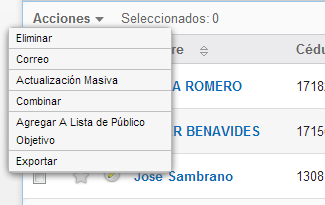 Acciones Seleccionados: 0
Eliminar
Correo
Actualización Masiva
Combinar
Agregar A Lista de Público
Objetivo
Exportar
ROMERO 1718
BENAVIDES 1715
Jose Sambrano 1308